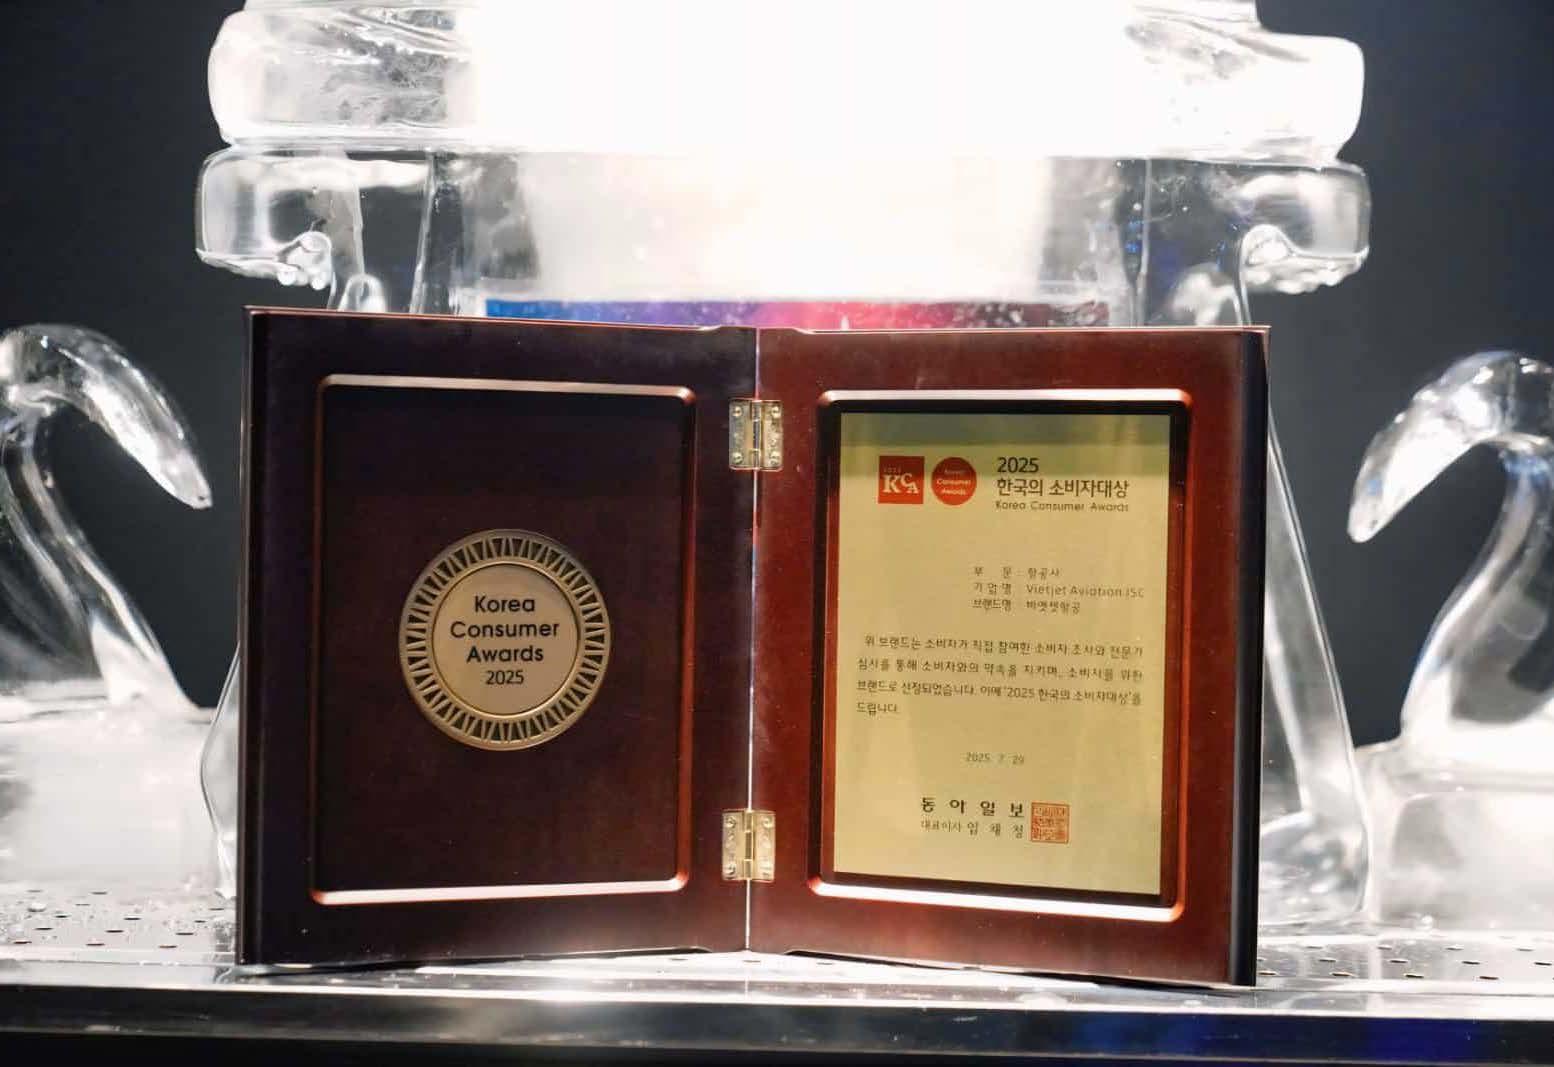 Korea
Consumer
Awards
2025
2025
KCA
Korea
Consumer
Awards
2025
한국의 소비자대상
Korea Consumer Awards
부 문 : 항공사
기 업 명 : Vietjet Aviation JSC
브랜드명 : 비엣젯항공
위 브랜드는 소비자가 직접 참여한 소비자 조사와 전문가
심사를 통해 소비자와의 약속을 지키며, 소비자를 위한
브랜드로 선정되었습니다. 이에 '2025 한국의 소비자대상'을
드립니다.
2025. 7. 29
동 아 일 보
대표이사 임 채 청